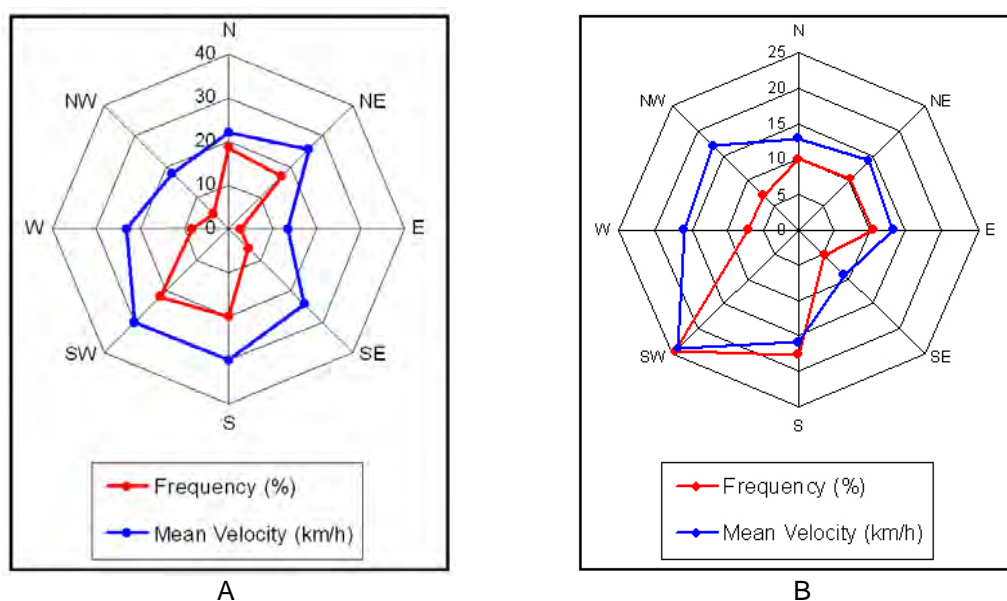 N
40
30
20
10
0
NW
NE
W
E
SW
SE
S
Frequency (%)
Mean Velocity (km/h)
A
N
25
20
15
10
5
0
NW
NE
W
E
SW
SE
S
Frequency (%)
Mean Velocity (km/h)
B